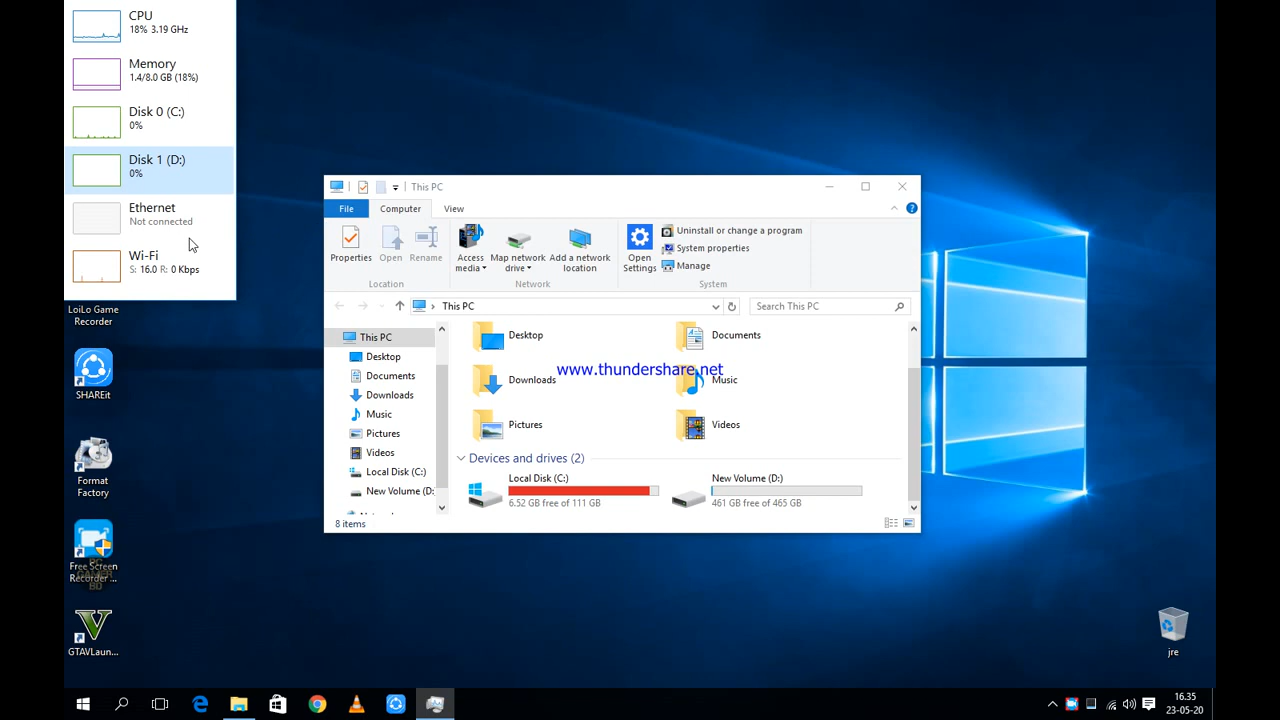 CPU
18% 3.19 GHz
Memory
1.4/8.0 GB (18%)
Disk 0 (C:)
0%
Disk 1 (D:)
0%
Ethernet
Not connected
Wi-Fi
S: 16.0 R: 0 Kbps
LoiLo Game
Recorder
SHAREit
Format
Factory
Free Screen
Recorder ...
PC
GAMER
BD
GTAVLaun...
This PC
File
Computer
View
Properties
Open
Rename
Location
Access
media
Map network
drive
Add a network
location
Network
Open
Settings
Uninstall or change a program
System properties
Manage
System
This PC
Search This PC
This PC
Desktop
Documents
Downloads
Music
Pictures
Videos
Local Disk (C:)
New Volume (D:
Desktop
Documents
Downloads
www.thundershare.net
Music
Pictures
Videos
Devices and drives (2)
Local Disk (C:)
6.52 GB free of 111 GB
New Volume (D:)
461 GB free of 465 GB
8 items
jre
16.35
23-05-20